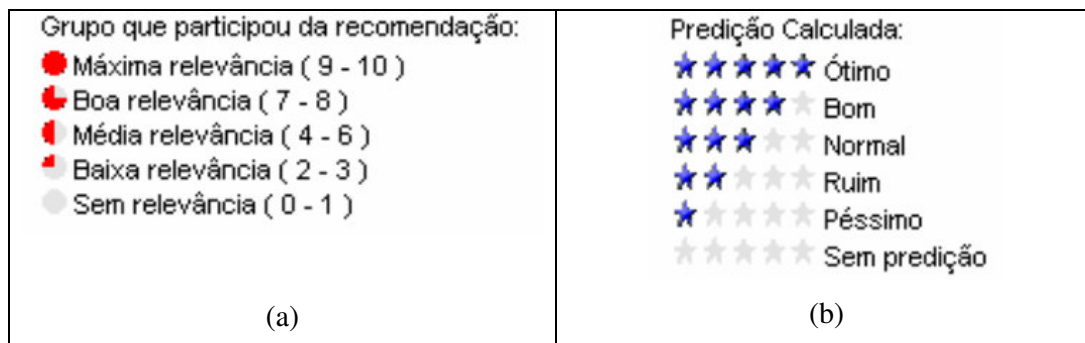 Grupo que participou da recomendação:
Máxima relevância ( 9 - 10 )
Boa relevância ( 7 - 8 )
Média relevância ( 4 - 6 )
Baixa relevância ( 2 - 3 )
Sem relevância ( 0 - 1 )
(a)
Predição Calculada:
Ótimo
Bom
Normal
Ruim
Péssimo
Sem predição
(b)